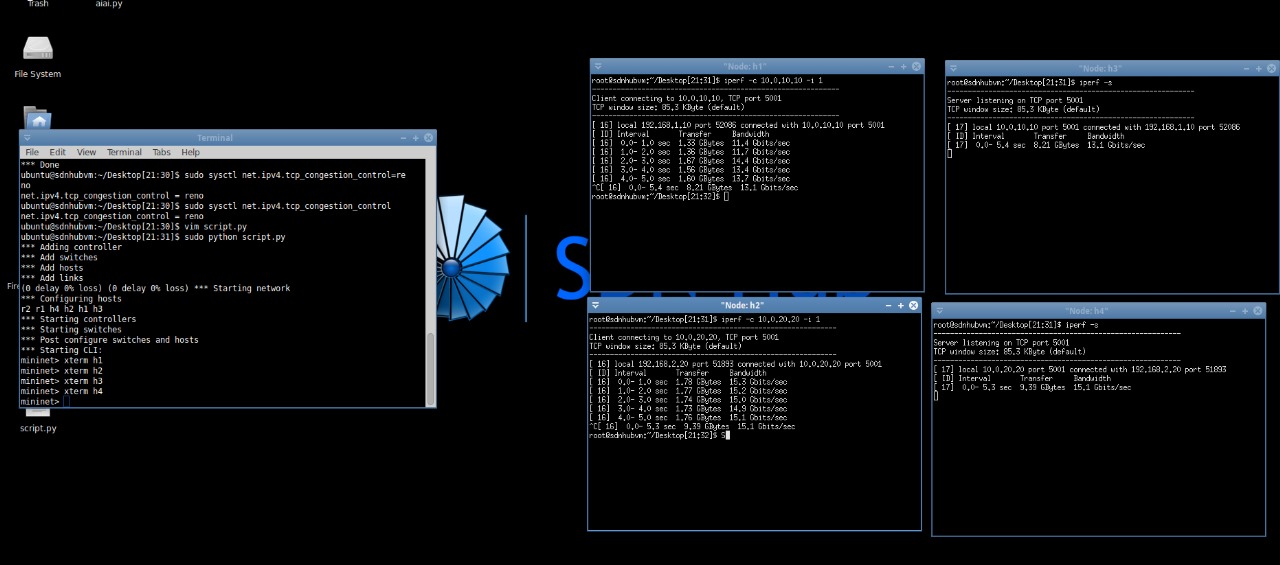 Trash
aiai.py
File System
Terminal
File Edit View Terminal Tabs Help
*** Done
ubuntu@sdnhubvm:~/Desktop[21:30]$ sudo sysctl net.ipv4.tcp_congestion_control=re
no
net.ipv4.tcp_congestion_control = reno
ubuntu@sdnhubvm:~/Desktop[21:30]$ sudo sysctl net.ipv4.tcp_congestion_control
net.ipv4.tcp_congestion_control = reno
ubuntu@sdnhubvm:~/Desktop[21:30]$ vim script.py
ubuntu@sdnhubvm:~/Desktop[21:31]$ sudo python script.py
*** Adding controller
*** Add switches
*** Add hosts
*** Add links
(0 delay 0% loss) (0 delay 0% loss) *** Starting network
*** Configuring hosts
r2 r1 h4 h2 h1 h3
*** Starting controllers
*** Starting switches
*** Post configure switches and hosts
*** Starting CLI:
mininet> xterm h1
mininet> xterm h2
mininet> xterm h3
mininet> xterm h4
mininet>
script.py
"Node: h1"
root@sdnhubvm:~/Desktop[21:31]$ iperf -c 10.0.10.10 -i 1
------------------------------------------------------------
Client connecting to 10.0.10.10, TCP port 5001
TCP window size: 85.3 KByte (default)
------------------------------------------------------------
[ 16] local 192.168.1.10 port 52086 connected with 10.0.10.10 port 5001
[ ID] Interval Transfer Bandwidth
[ 16] 0.0- 1.0 sec 1.33 GBytes 11.4 Gbits/sec
[ 16] 1.0- 2.0 sec 1.36 GBytes 11.7 Gbits/sec
[ 16] 2.0- 3.0 sec 1.67 GBytes 14.4 Gbits/sec
[ 16] 3.0- 4.0 sec 1.56 GBytes 13.4 Gbits/sec
[ 16] 4.0- 5.0 sec 1.60 GBytes 13.7 Gbits/sec
^C[ 16] 0.0- 5.4 sec 8.21 GBytes 13.1 Gbits/sec
root@sdnhubvm:~/Desktop[21:32]$
"Node: h3"
root@sdnhubvm:~/Desktop[21:31]$ iperf -s
------------------------------------------------------------
Server listening on TCP port 5001
TCP window size: 85.3 KByte (default)
------------------------------------------------------------
[ 17] local 10.0.10.10 port 5001 connected with 192.168.1.10 port 52086
[ ID] Interval Transfer Bandwidth
[ 17] 0.0- 5.4 sec 8.21 GBytes 13.1 Gbits/sec
"Node: h2"
root@sdnhubvm:~/Desktop[21:31]$ iperf -c 10.0.20.20 -i 1
------------------------------------------------------------
Client connecting to 10.0.20.20, TCP port 5001
TCP window size: 85.3 KByte (default)
------------------------------------------------------------
[ 16] local 192.168.2.20 port 51893 connected with 10.0.20.20 port 5001
[ ID] Interval Transfer Bandwidth
[ 16] 0.0- 1.0 sec 1.78 GBytes 15.3 Gbits/sec
[ 16] 1.0- 2.0 sec 1.77 GBytes 15.2 Gbits/sec
[ 16] 2.0- 3.0 sec 1.74 GBytes 15.0 Gbits/sec
[ 16] 3.0- 4.0 sec 1.73 GBytes 14.9 Gbits/sec
[ 16] 4.0- 5.0 sec 1.76 GBytes 15.1 Gbits/sec
^C[ 16] 0.0- 5.3 sec 9.39 GBytes 15.1 Gbits/sec
root@sdnhubvm:~/Desktop[21:32]$ S
"Node: h4"
root@sdnhubvm:~/Desktop[21:31]$ iperf -s
------------------------------------------------------------
Server listening on TCP port 5001
TCP window size: 85.3 KByte (default)
------------------------------------------------------------
[ 17] local 10.0.20.20 port 5001 connected with 192.168.2.20 port 51893
[ ID] Interval Transfer Bandwidth
[ 17] 0.0- 5.3 sec 9.39 GBytes 15.1 Gbits/sec